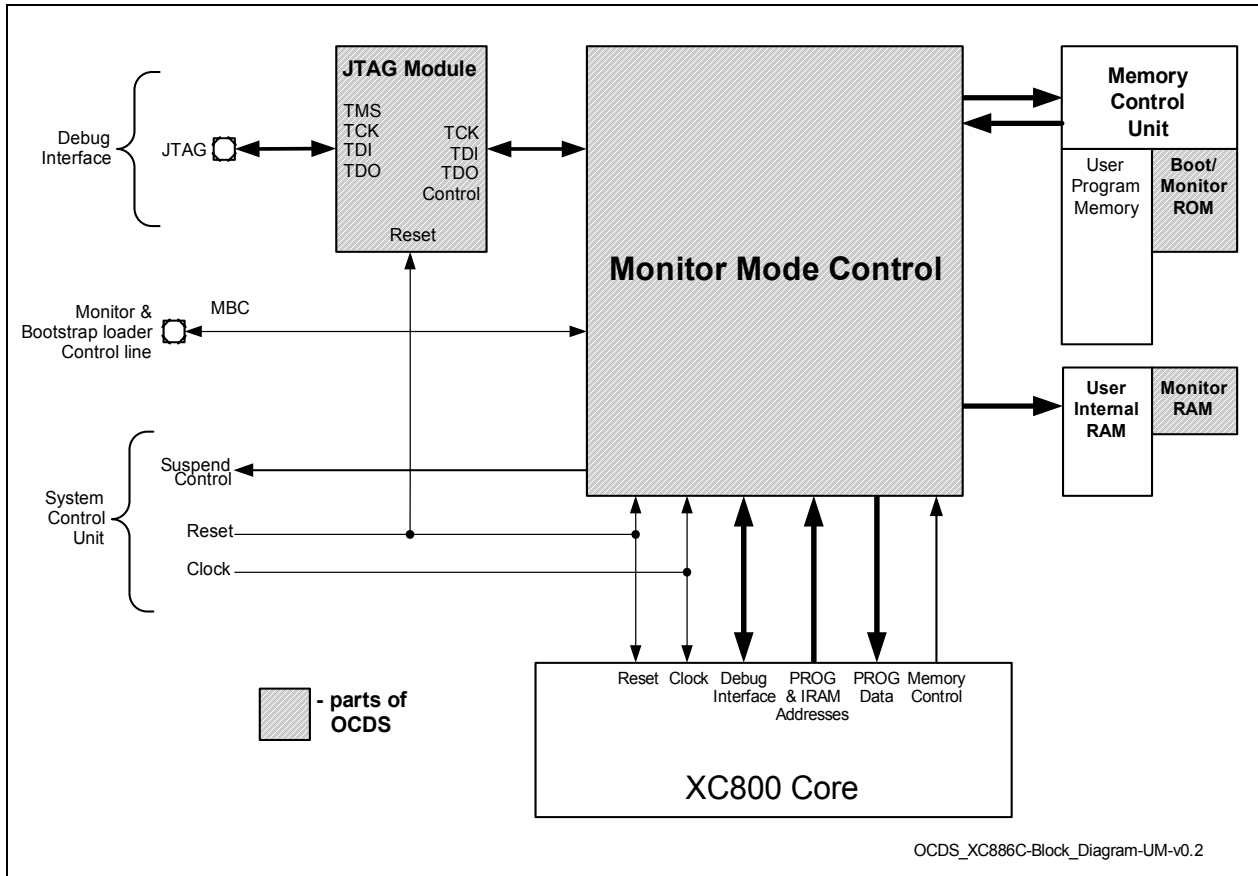 JTAG Module
TMS
TCK
TDI
TDO
TCK
TDI
TDO
Control
Reset
Debug
Interface
JTAG
Monitor &
Bootstrap loader
Control line
MBC
System
Control
Unit
Suspend
Control
Reset
Clock
Monitor Mode Control
Memory
Control
Unit
User
Program
Memory
Boot/
Monitor
ROM
User
Internal
RAM
Monitor
RAM
- parts of
OCDS
Reset
Clock
Debug
Interface
PROG
& IRAM
Addresses
PROG
Data
Memory
Control
XC800 Core
OCDS_XC886C-Block_Diagram-UM-v0.2